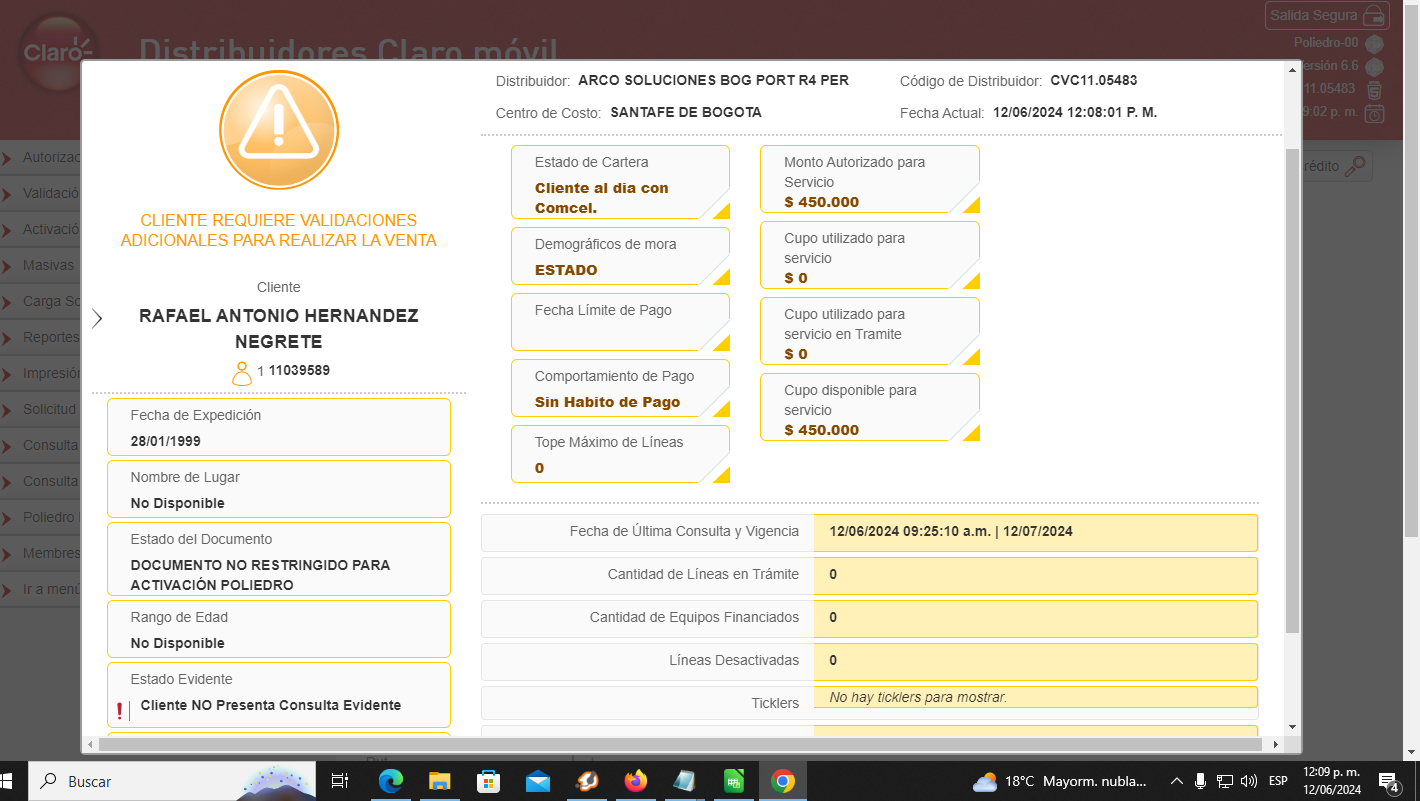 Salida Segura
Claro
Distribuidores Claro móvil
Poliedro-00
ersión 6.6
11.05483
9:02 p. m.
Distribuidor: ARCO SOLUCIONES BOG PORT R4 PER
Código de Distribuidor: CVC11.05483
Centro de Costo: SANTAFE DE BOGOTA
Fecha Actual: 12/06/2024 12:08:01 P. M.
CLIENTE REQUIERE VALIDACIONES
ADICIONALES PARA REALIZAR LA VENTA
Cliente
RAFAEL ANTONIO HERNANDEZ
NEGRETE
1 11039589
Fecha de Expedición
28/01/1999
Nombre de Lugar
No Disponible
Estado del Documento
DOCUMENTO NO RESTRINGIDO PARA
ACTIVACIÓN POLIEDRO
Rango de Edad
No Disponible
Estado Evidente
Cliente NO Presenta Consulta Evidente
Estado de Cartera
Cliente al dia con
Comcel.
Demográficos de mora
ESTADO
Fecha Límite de Pago
Comportamiento de Pago
Sin Habito de Pago
Tope Máximo de Líneas
0
Monto Autorizado para
Servicio
$ 450.000
Cupo utilizado para
servicio
$ 0
Cupo utilizado para
servicio en Tramite
$ 0
Cupo disponible para
servicio
$ 450.000
Fecha de Última Consulta y Vigencia 12/06/2024 09:25:10 a.m. | 12/07/2024
Cantidad de Líneas en Trámite 0
Cantidad de Equipos Financiados 0
Líneas Desactivadas 0
Ticklers No hay ticklers para mostrar.
Autorizac
Validació
Activació
Masivas
Carga So
Reportes
Impresión
Solicitud
Consulta
Consulta
Poliedro
Membres
Ir a menú
rédito
Buscar
18°C Mayorm. nubla...
ESP
12:09 p. m.
12/06/2024
4